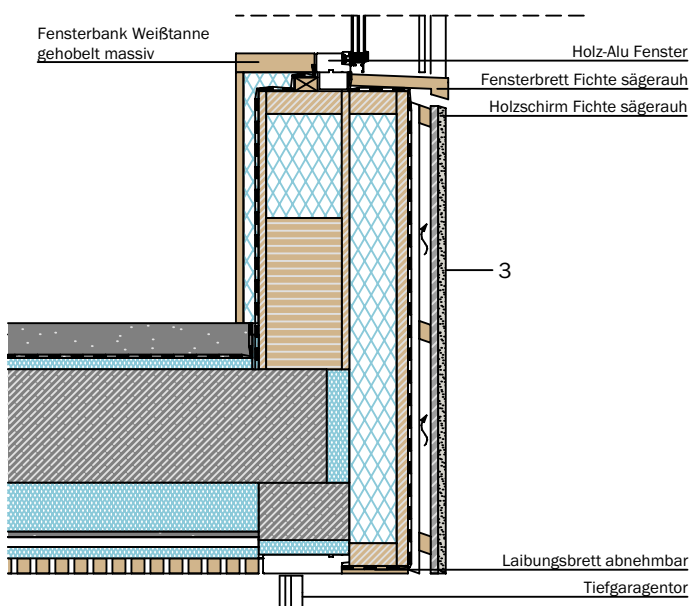 Fensterbank Weißtanne
gehobelt massiv
Holz-Alu Fenster
Fensterbrett Fichte sägerauh
Holzschirm Fichte sägerauh
3
Laibungsbrett abnehmbar
Tiefgaragentor